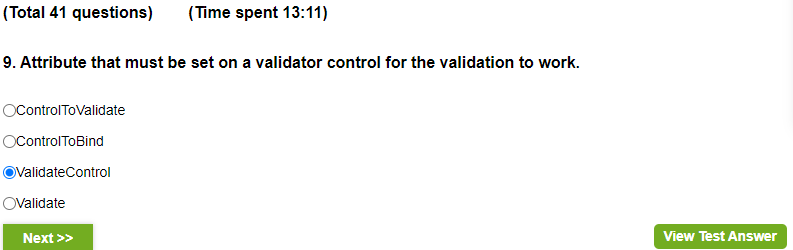 (Total 41 questions) (Time spent 13:11)
9. Attribute that must be set on a validator control for the validation to work.
ControlToValidate
ControlToBind
ValidateControl
Validate
Next >> View Test Answer